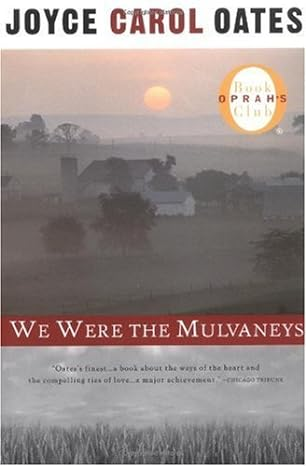 JOYCE CAROL OATES
Book
OPRAH'S
Club
®
WE WERE THE MULVANEYS
"Oates's finest...a book about the ways of the heart and
the compelling ties of love...a major achievement." —CHICAGO TRIBUNE